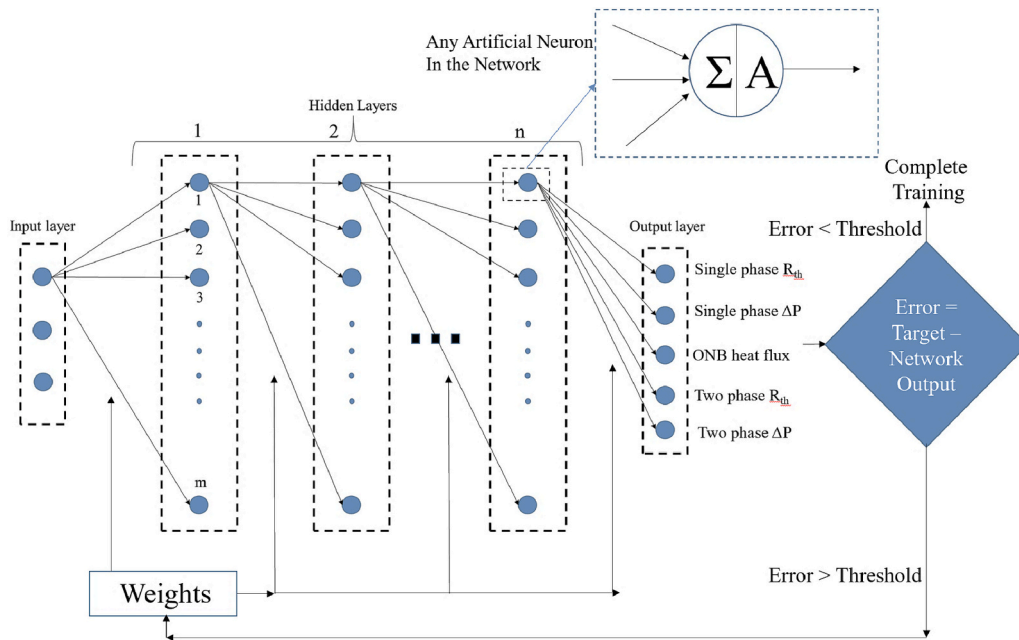 Any Artificial Neuron
In the Network
Σ A
Hidden Layers
1
2
n
Complete
Training
Error < Threshold
Input layer
1
2
3
m
Output layer
Single phase Rth
Single phase ΔP
ONB heat flux
Two phase Rth
Two phase ΔP
Error =
Target –
Network
Output
Error > Threshold
Weights